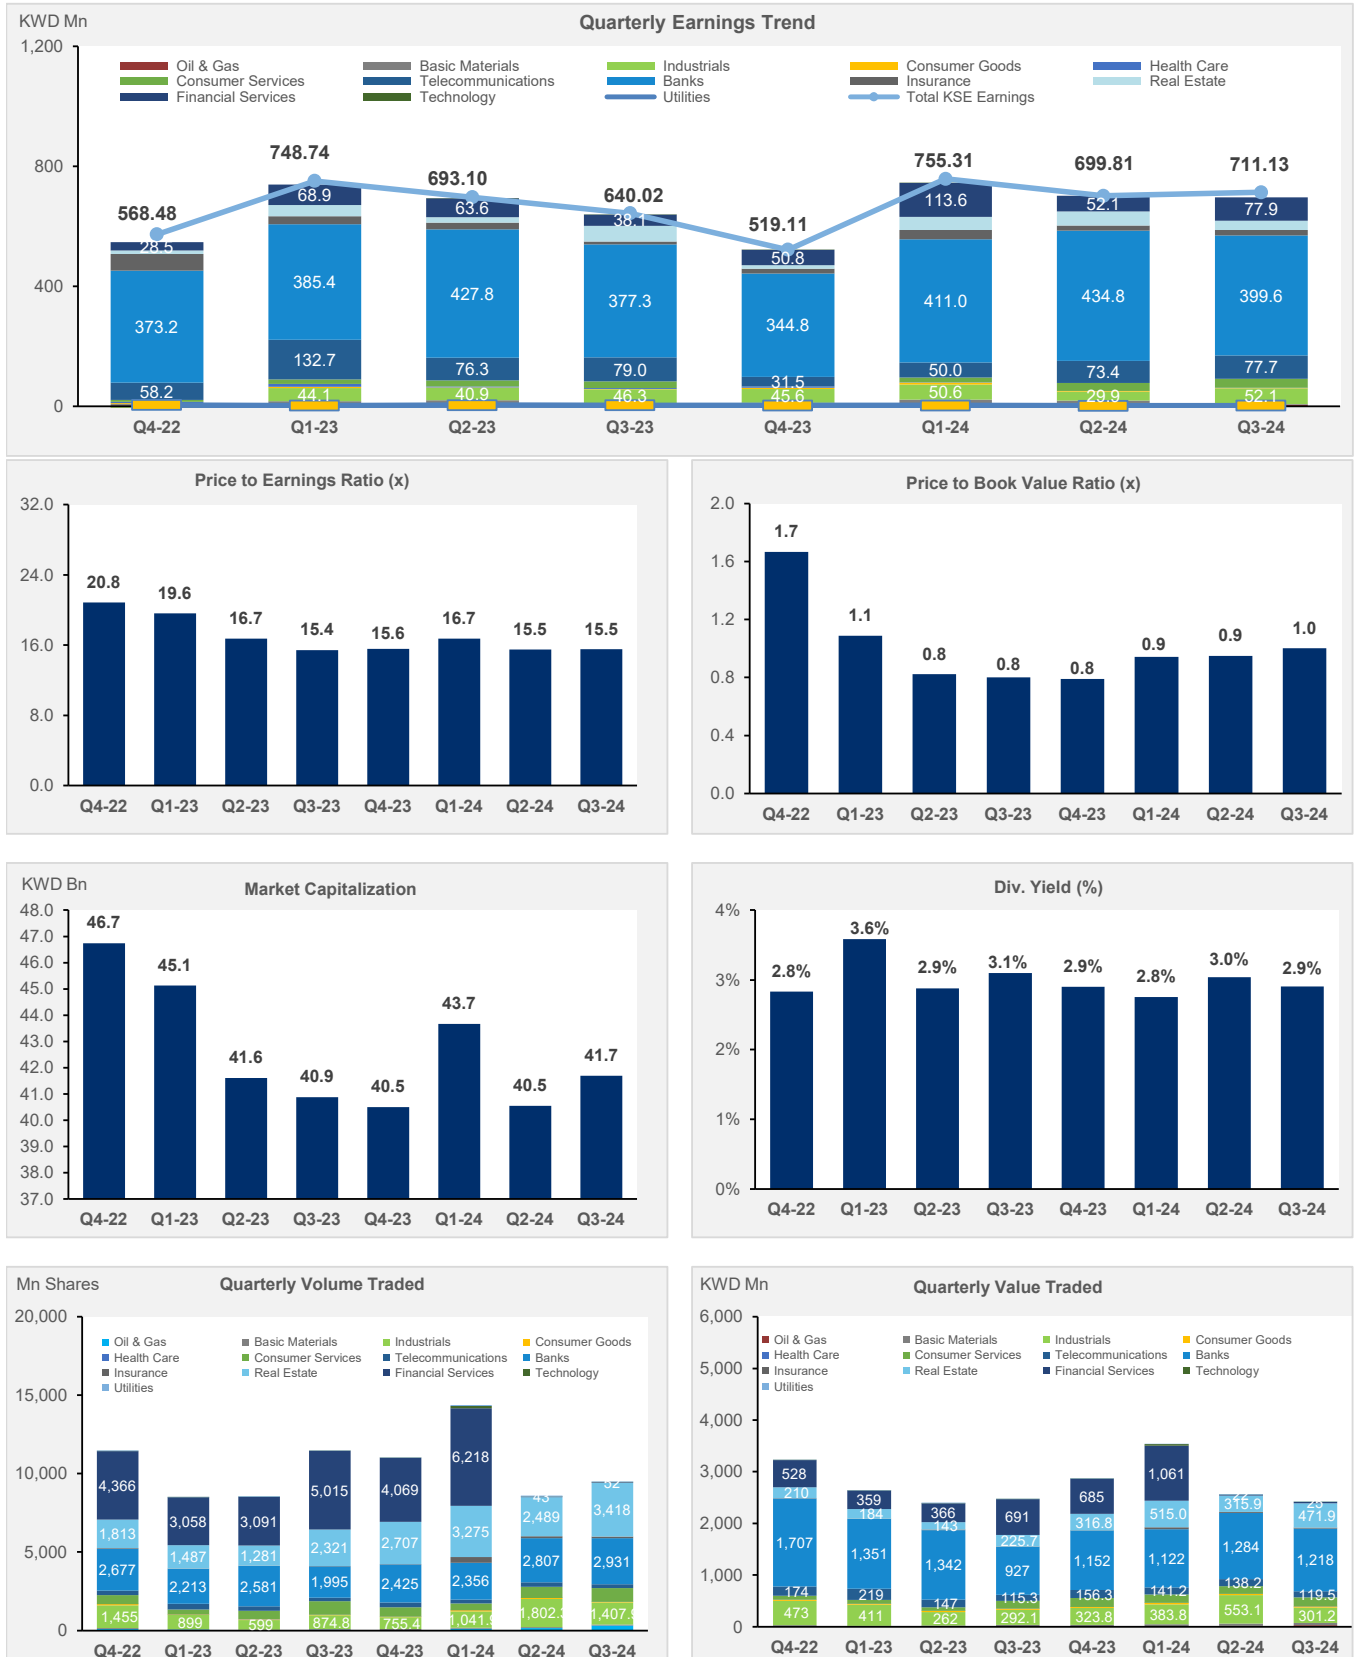 KWD Mn
Quarterly Earnings Trend
1,200
800
400
0
Oil & Gas Basic Materials Industrials Consumer Goods Health Care
Consumer Services Telecommunications Banks Insurance Real Estate
Financial Services Technology Utilities Total KSE Earnings
568.48 748.74 693.10 640.02 519.11 755.31 699.81 711.13
28.5 68.9 63.6 38.1 50.8 113.6 52.1 77.9
373.2 385.4 427.8 377.3 344.8 411.0 434.8 399.6
58.2 132.7 76.3 79.0 31.5 50.0 73.4 77.7
44.1 40.9 46.3 45.6 50.6 29.9 52.1
Q4-22 Q1-23 Q2-23 Q3-23 Q4-23 Q1-24 Q2-24 Q3-24
Price to Earnings Ratio (x)
32.0
24.0
16.0
8.0
0.0
20.8 19.6 16.7 15.4 15.6 16.7 15.5 15.5
Q4-22 Q1-23 Q2-23 Q3-23 Q4-23 Q1-24 Q2-24 Q3-24
Price to Book Value Ratio (x)
2.0
1.6
1.2
0.8
0.4
0.0
1.7 1.1 0.8 0.8 0.8 0.9 0.9 1.0
Q4-22 Q1-23 Q2-23 Q3-23 Q4-23 Q1-24 Q2-24 Q3-24
KWD Bn
Market Capitalization
48.0
47.0
46.0
45.0
44.0
43.0
42.0
41.0
40.0
39.0
38.0
37.0
46.7 45.1 41.6 40.9 40.5 43.7 40.5 41.7
Q4-22 Q1-23 Q2-23 Q3-23 Q4-23 Q1-24 Q2-24 Q3-24
Div. Yield (%)
4%
3%
2%
1%
0%
2.8% 3.6% 2.9% 3.1% 2.9% 2.8% 3.0% 2.9%
Q4-22 Q1-23 Q2-23 Q3-23 Q4-23 Q1-24 Q2-24 Q3-24
Mn Shares
Quarterly Volume Traded
20,000
15,000
10,000
5,000
0
Oil & Gas Basic Materials Industrials Consumer Goods
Health Care Consumer Services Telecommunications Banks
Insurance Real Estate Financial Services Technology
Utilities
4,366 3,058 3,091 5,015 4,069 6,218 43 52
1,813 1,487 1,281 2,321 2,707 3,275 2,489 3,418
2,677 2,213 2,581 1,995 2,425 2,356 2,807 2,931
1,455 899 599 874.8 755.4 1,041.9 1,802.3 1,407.9
Q4-22 Q1-23 Q2-23 Q3-23 Q4-23 Q1-24 Q2-24 Q3-24
KWD Mn
Quarterly Value Traded
6,000
5,000
4,000
3,000
2,000
1,000
0
Oil & Gas Basic Materials Industrials Consumer Goods
Health Care Consumer Services Telecommunications Banks
Insurance Real Estate Financial Services Technology
Utilities
528 359 366 691 685 1,061 22 25
210 184 143 225.7 316.8 515.0 315.9 471.9
1,707 1,351 1,342 927 1,152 1,122 1,284 1,218
174 219 147 115.3 156.3 141.2 138.2 119.5
473 411 262 292.1 323.8 383.8 553.1 301.2
Q4-22 Q1-23 Q2-23 Q3-23 Q4-23 Q1-24 Q2-24 Q3-24